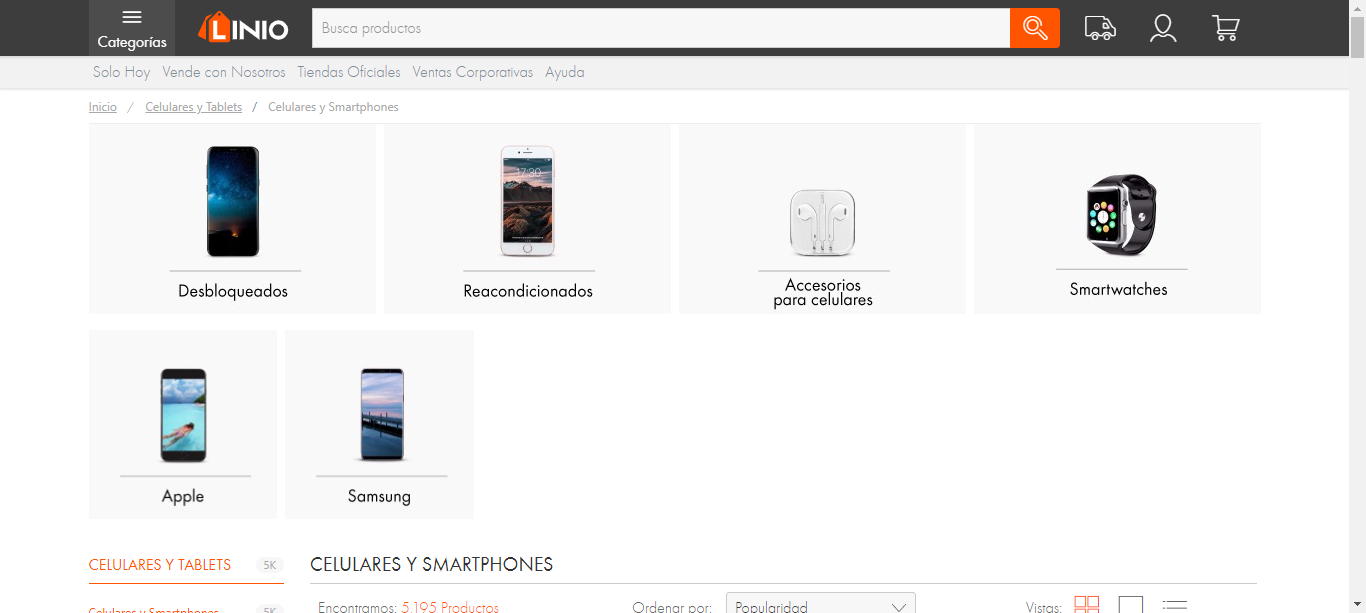 Categorías
LINIO
Busca productos
Solo Hoy Vende con Nosotros Tiendas Oficiales Ventas Corporativas Ayuda
Inicio / Celulares y Tablets / Celulares y Smartphones
17:30
Desbloqueados
Reacondicionados
Accesorios
para celulares
Smartwatches
Apple
Samsung
CELULARES Y TABLETS 5K
CELULARES Y SMARTPHONES
Celulares y Smartphones 5K
Encontramos: 5.195 Productos
Ordenar por: Popularidad
Vistas: